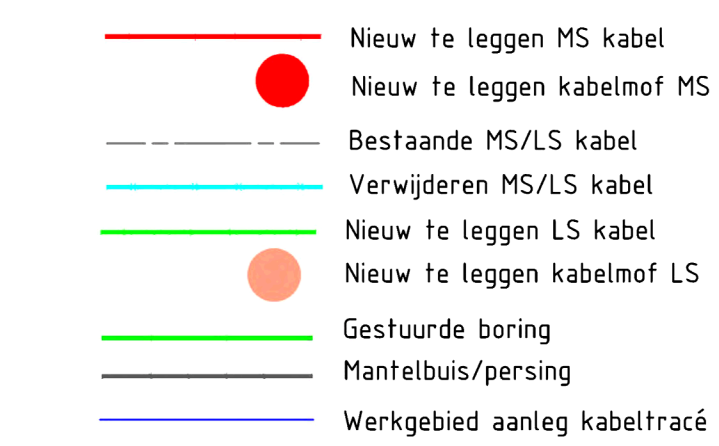 Nieuw te leggen MS kabel
Nieuw te leggen kabelmof MS
Bestaande MS/LS kabel
Verwijderen MS/LS kabel
Nieuw te leggen LS kabel
Nieuw te leggen kabelmof LS
Gestuurde boring
Mantelbuis/persing
Werkgebied aanleg kabeltracé